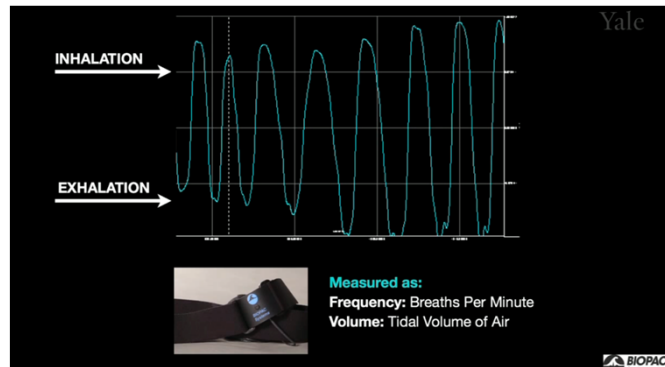 Yale
INHALATION
EXHALATION
Measured as:
Frequency: Breaths Per Minute
Volume: Tidal Volume of Air
BIOPAC